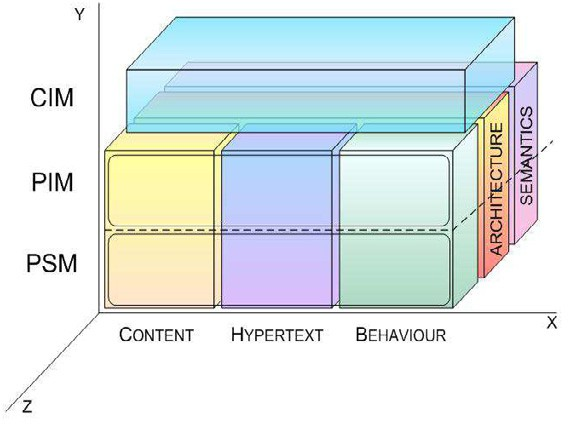 Y
CIM
PIM
PSM
ARCHITECTURE
SEMANTICS
X
CONTENT HYPERTEXT BEHAVIOUR
Z